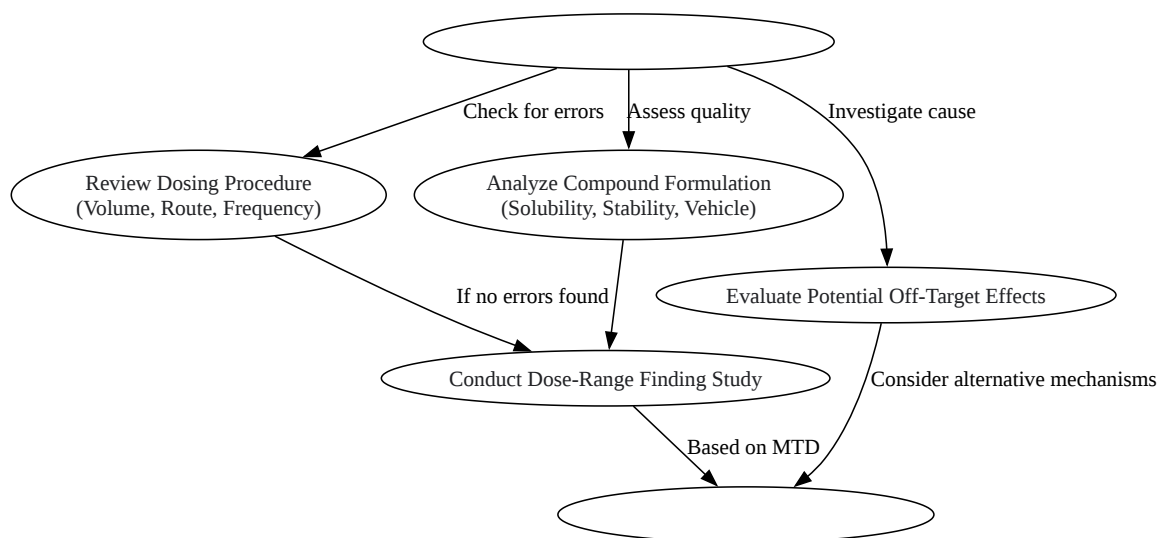 Check for errors
Assess quality
Investigate cause
Review Dosing Procedure
(Volume, Route, Frequency)
Analyze Compound Formulation
(Solubility, Stability, Vehicle)
If no errors found
Evaluate Potential Off-Target Effects
Conduct Dose-Range Finding Study
Consider alternative mechanisms
Based on MTD